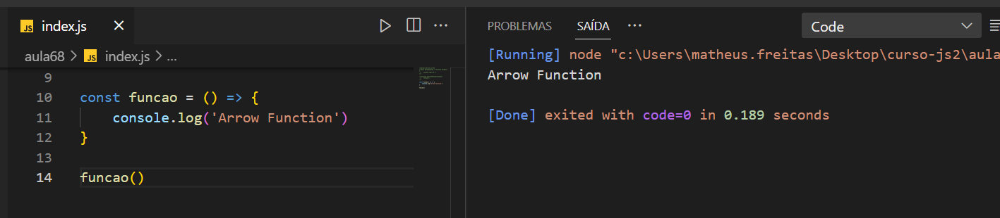 JS index.js
aula68 > JS index.js > ...
9
10 const funcao = () => {
11 console.log('Arrow Function')
12 }
13
14 funcao()
PROBLEMAS SAÍDA ... Code
[Running] node "c:\Users\matheus.freitas\Desktop\curso-js2\aula
Arrow Function
[Done] exited with code=0 in 0.189 seconds